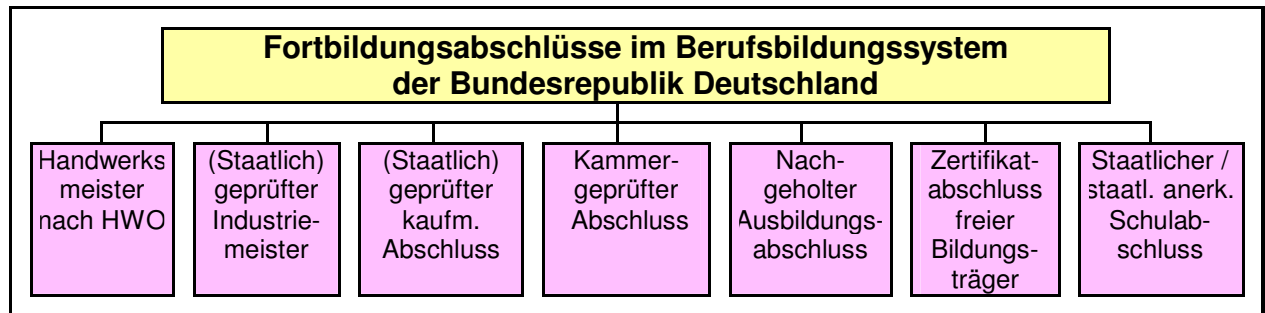 Fortbildungsabschlüsse im Berufsbildungssystem
der Bundesrepublik Deutschland
Handwerks
meister
nach HWO
(Staatlich)
geprüfter
Industrie-
meister
(Staatlich)
geprüfter
kaufm.
Abschluss
Kammer-
geprüfter
Abschluss
Nach-
geholter
Ausbildungs-
abschluss
Zertifikat-
abschluss
freier
Bildungs-
träger
Staatlicher /
staatl. anerk.
Schulab-
schluss